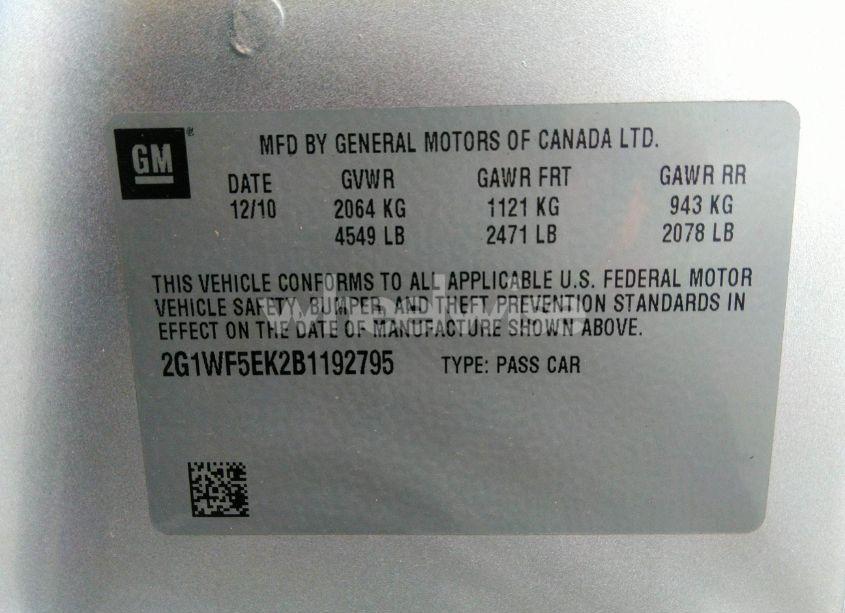 GM
MFD BY GENERAL MOTORS OF CANADA LTD.
DATE GVWR GAWR FRT GAWR RR
12/10 2064 KG 1121 KG 943 KG
4549 LB 2471 LB 2078 LB
THIS VEHICLE CONFORMS TO ALL APPLICABLE U.S. FEDERAL MOTOR
VEHICLE SAFETY, BUMPER, AND THEFT PREVENTION STANDARDS IN
EFFECT ON THE DATE OF MANUFACTURE SHOWN ABOVE.
2G1WF5EK2B1192795 TYPE: PASS CAR